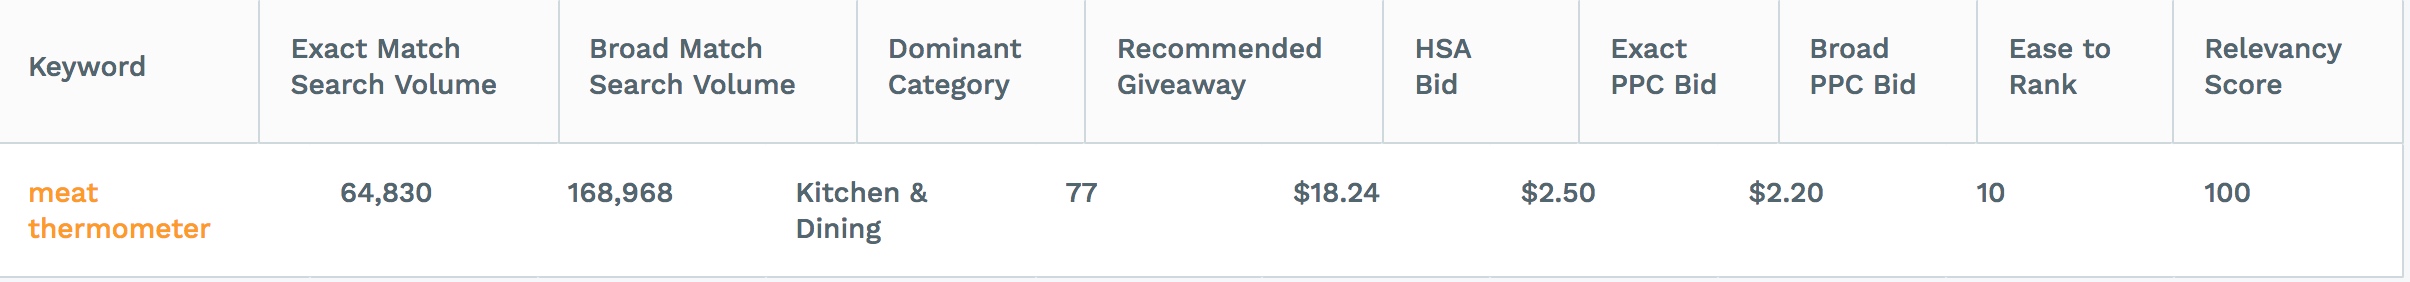 Keyword
Exact Match
Search Volume
Broad Match
Search Volume
Dominant
Category
Recommended
Giveaway
HSA
Bid
Exact
PPC Bid
Broad
PPC Bid
Ease to
Rank
Relevancy
Score
meat
thermometer
64,830
168,968
Kitchen &
Dining
77
$18.24
$2.50
$2.20
10
100